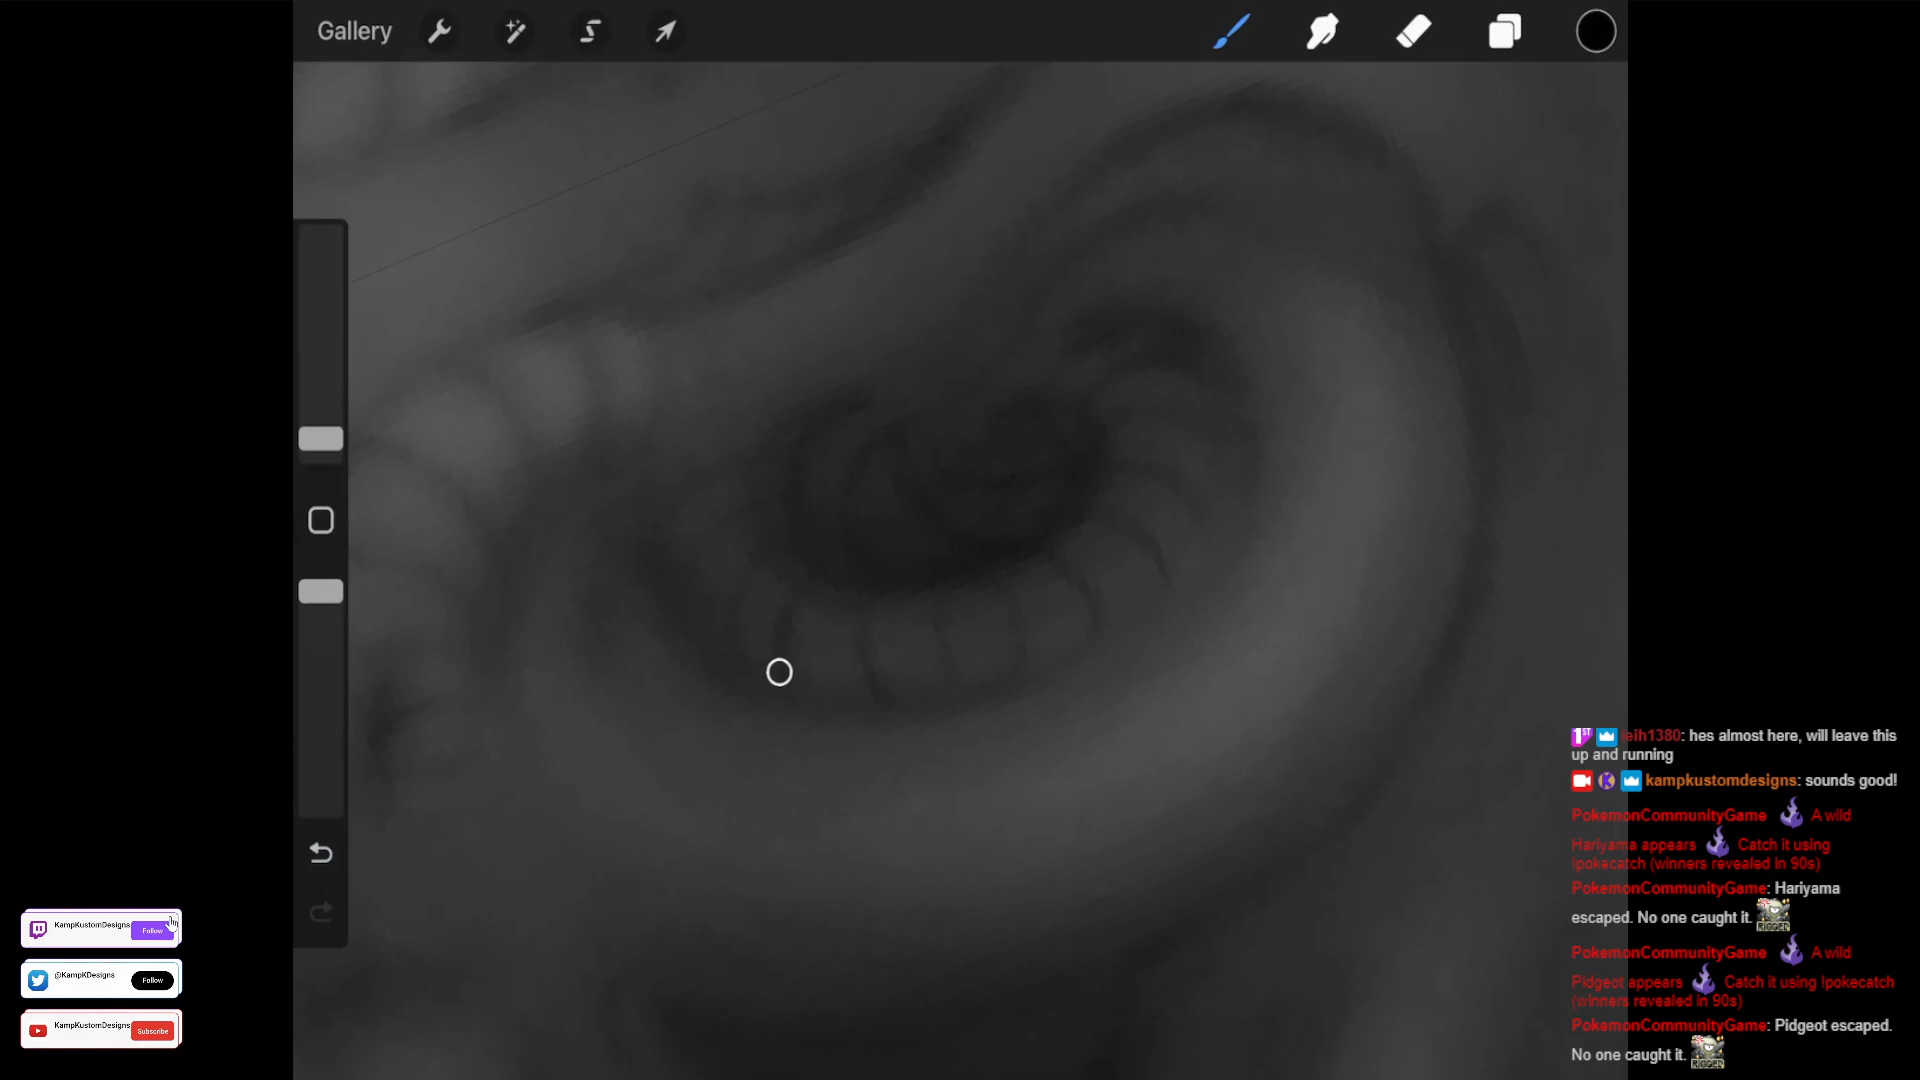 Gallery
leih1380: hes almost here, will leave this
up and running
kampkustomdesigns: sounds good!
PokemonCommunityGame A wild
Hariyama appears Catch it using
!pokecatch (winners revealed in 90s)
PokemonCommunityGame: Hariyama
escaped. No one caught it.
RIGGED
PokemonCommunityGame A wild
Pidgeot appears Catch it using !pokecatch
(winners revealed in 90s)
PokemonCommunityGame: Pidgeot escaped.
No one caught it.
RIGGED
KampKustomDesigns Follow
@KampKDesigns Follow
KampKustomDesigns Subscribe